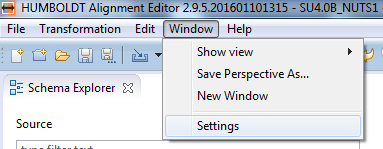 HUMBOLDT Alignment Editor 2.9.5.201601101315 - SU4.0B_NUTS1
File Transformation Edit Window Help
Show view
Save Perspective As...
New Window
Schema Explorer
Settings
Source
type filter text